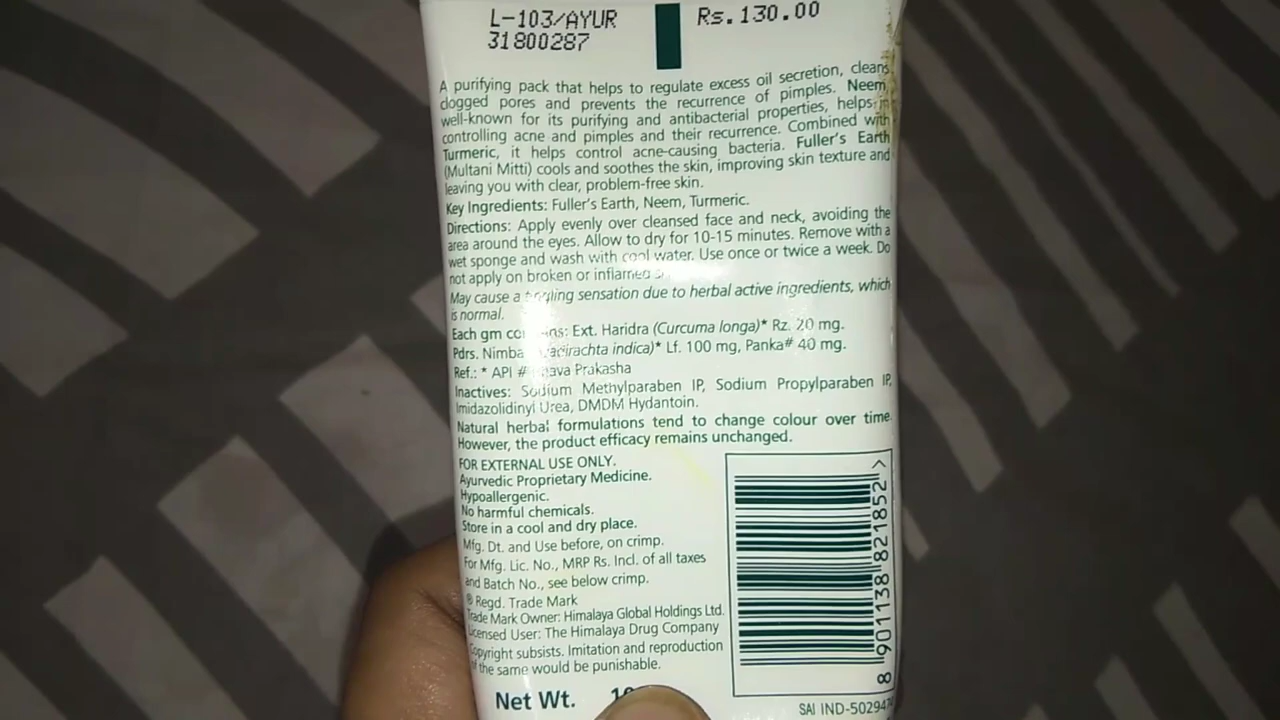 L-103/AYUR
31800287
Rs.130.00
A purifying pack that helps to regulate excess oil secretion, cleans
clogged pores and prevents the recurrence of pimples. Neem,
well-known for its purifying and antibacterial properties, helps in
controlling acne and pimples and their recurrence. Combined with
Turmeric, it helps control acne-causing bacteria. Fuller's Earth
(Multani Mitti) cools and soothes the skin, improving skin texture and
leaving you with clear, problem-free skin.
Key Ingredients: Fuller's Earth, Neem, Turmeric.
Directions: Apply evenly over cleansed face and neck, avoiding the
area around the eyes. Allow to dry for 10-15 minutes. Remove with a
wet sponge and wash with cool water. Use once or twice a week. Do
not apply on broken or inflamed
May cause a tingling sensation due to herbal active ingredients, which
is normal.
Each gm contains: Ext. Haridra (Curcuma longa)* Rz. 20 mg.
Pdrs. Nimba indica)* Lf. 100 mg, Panka# 40 mg.
Ref.: * API # Prakasha
Inactives: Sodium Methylparaben IP, Sodium Propylparaben IP,
Imidazolidinyl Urea, DMDM Hydantoin.
Natural herbal formulations tend to change colour over time.
However, the product efficacy remains unchanged.
FOR EXTERNAL USE ONLY.
Ayurvedic Proprietary Medicine.
Hypoallergenic.
No harmful chemicals.
Store in a cool and dry place.
Mfg. Dt. and Use before, on crimp.
For Mfg. Lic. No., MRP Rs. Incl. of all taxes
and Batch No., see below crimp.
® Regd. Trade Mark
Trade Mark Owner: Himalaya Global Holdings Ltd.
Licensed User: The Himalaya Drug Company
Copyright subsists. Imitation and reproduction
of the same would be punishable.
Net Wt.
8 901138 821852 >
SAI IND-502947